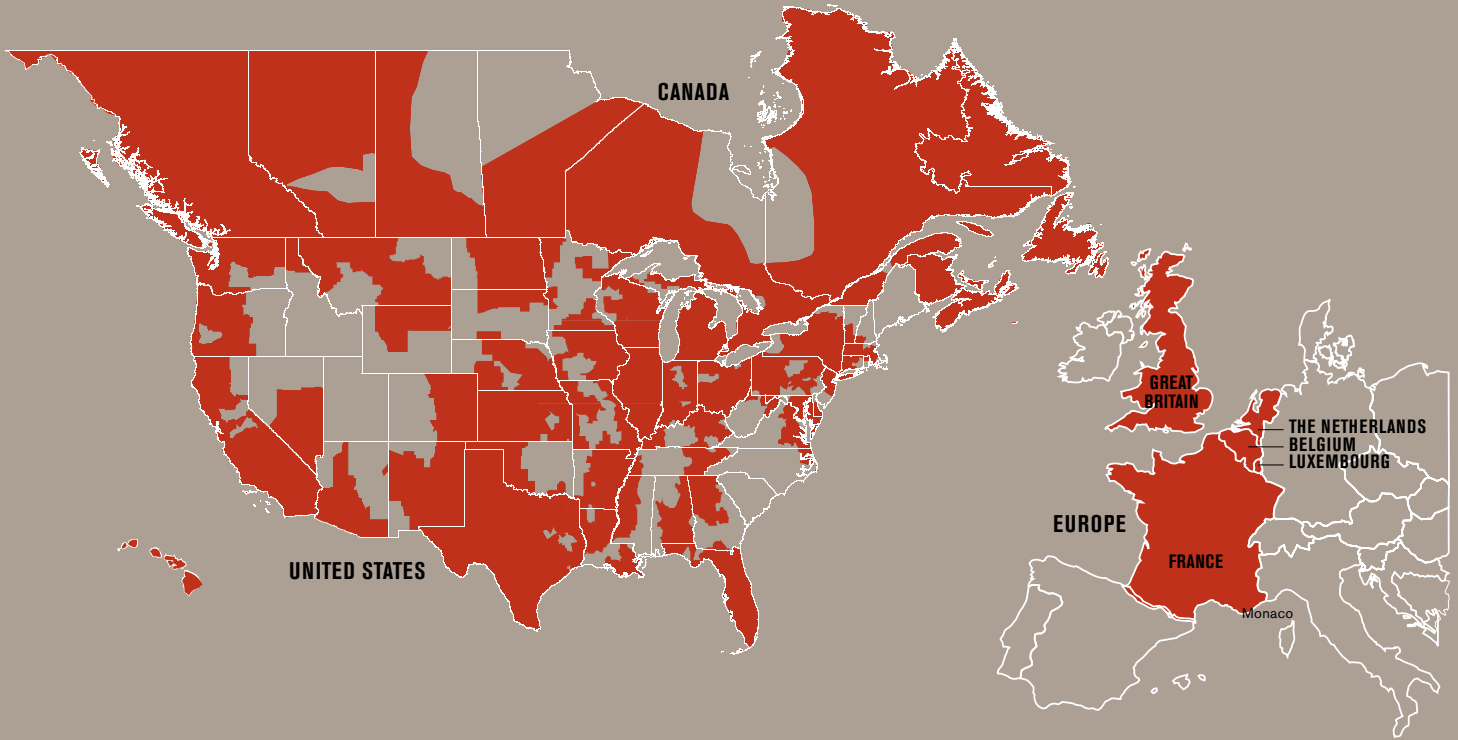 CANADA
UNITED STATES
GREAT
BRITAIN
THE NETHERLANDS
BELGIUM
LUXEMBOURG
EUROPE
FRANCE
Monaco